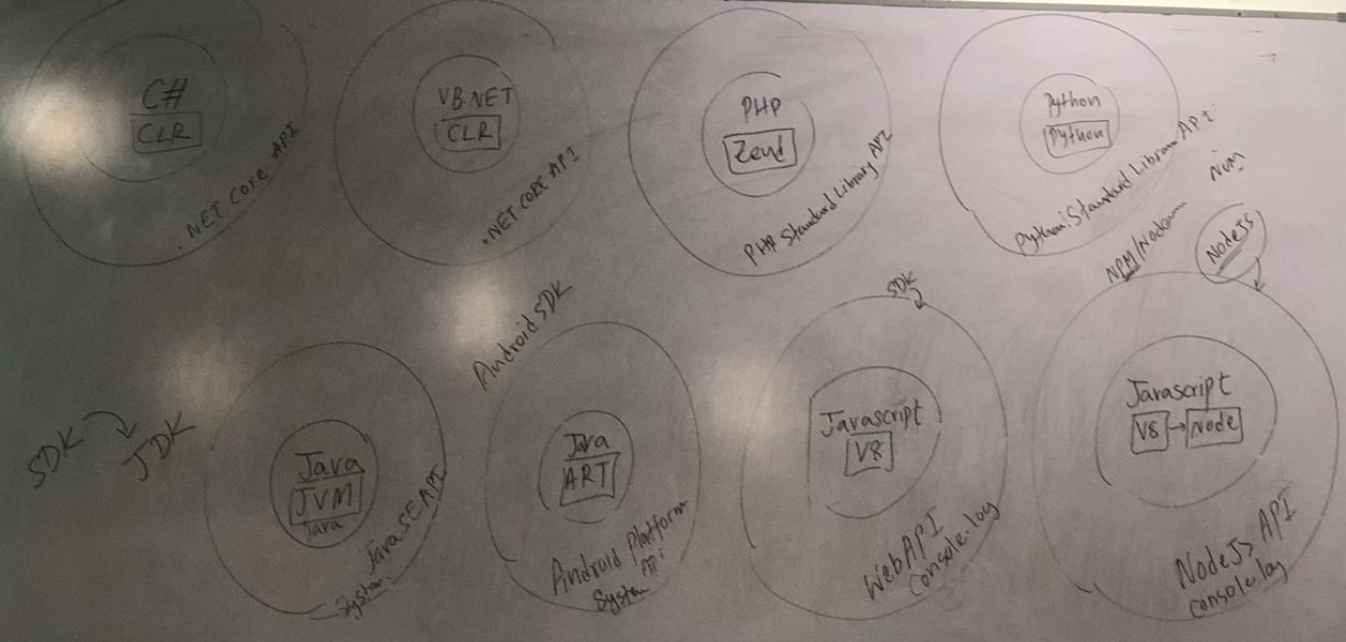 C#
CLR
.NET Core API
VB.NET
CLR
.NET CORE API
PHP
Zend
PHP Standard Library API
Python
Python
Python Standard Library API
SDK
JDK
Java
JVM
Java
Java SE API
System.
Android SDK
Java
ART
Android Platform
API
System
SDK
Javascript
V8
WebAPI
Console.log
NPM/Nodemon
NVM
NodeJs
Javascript
V8 → Node
NodeJs API
console.log